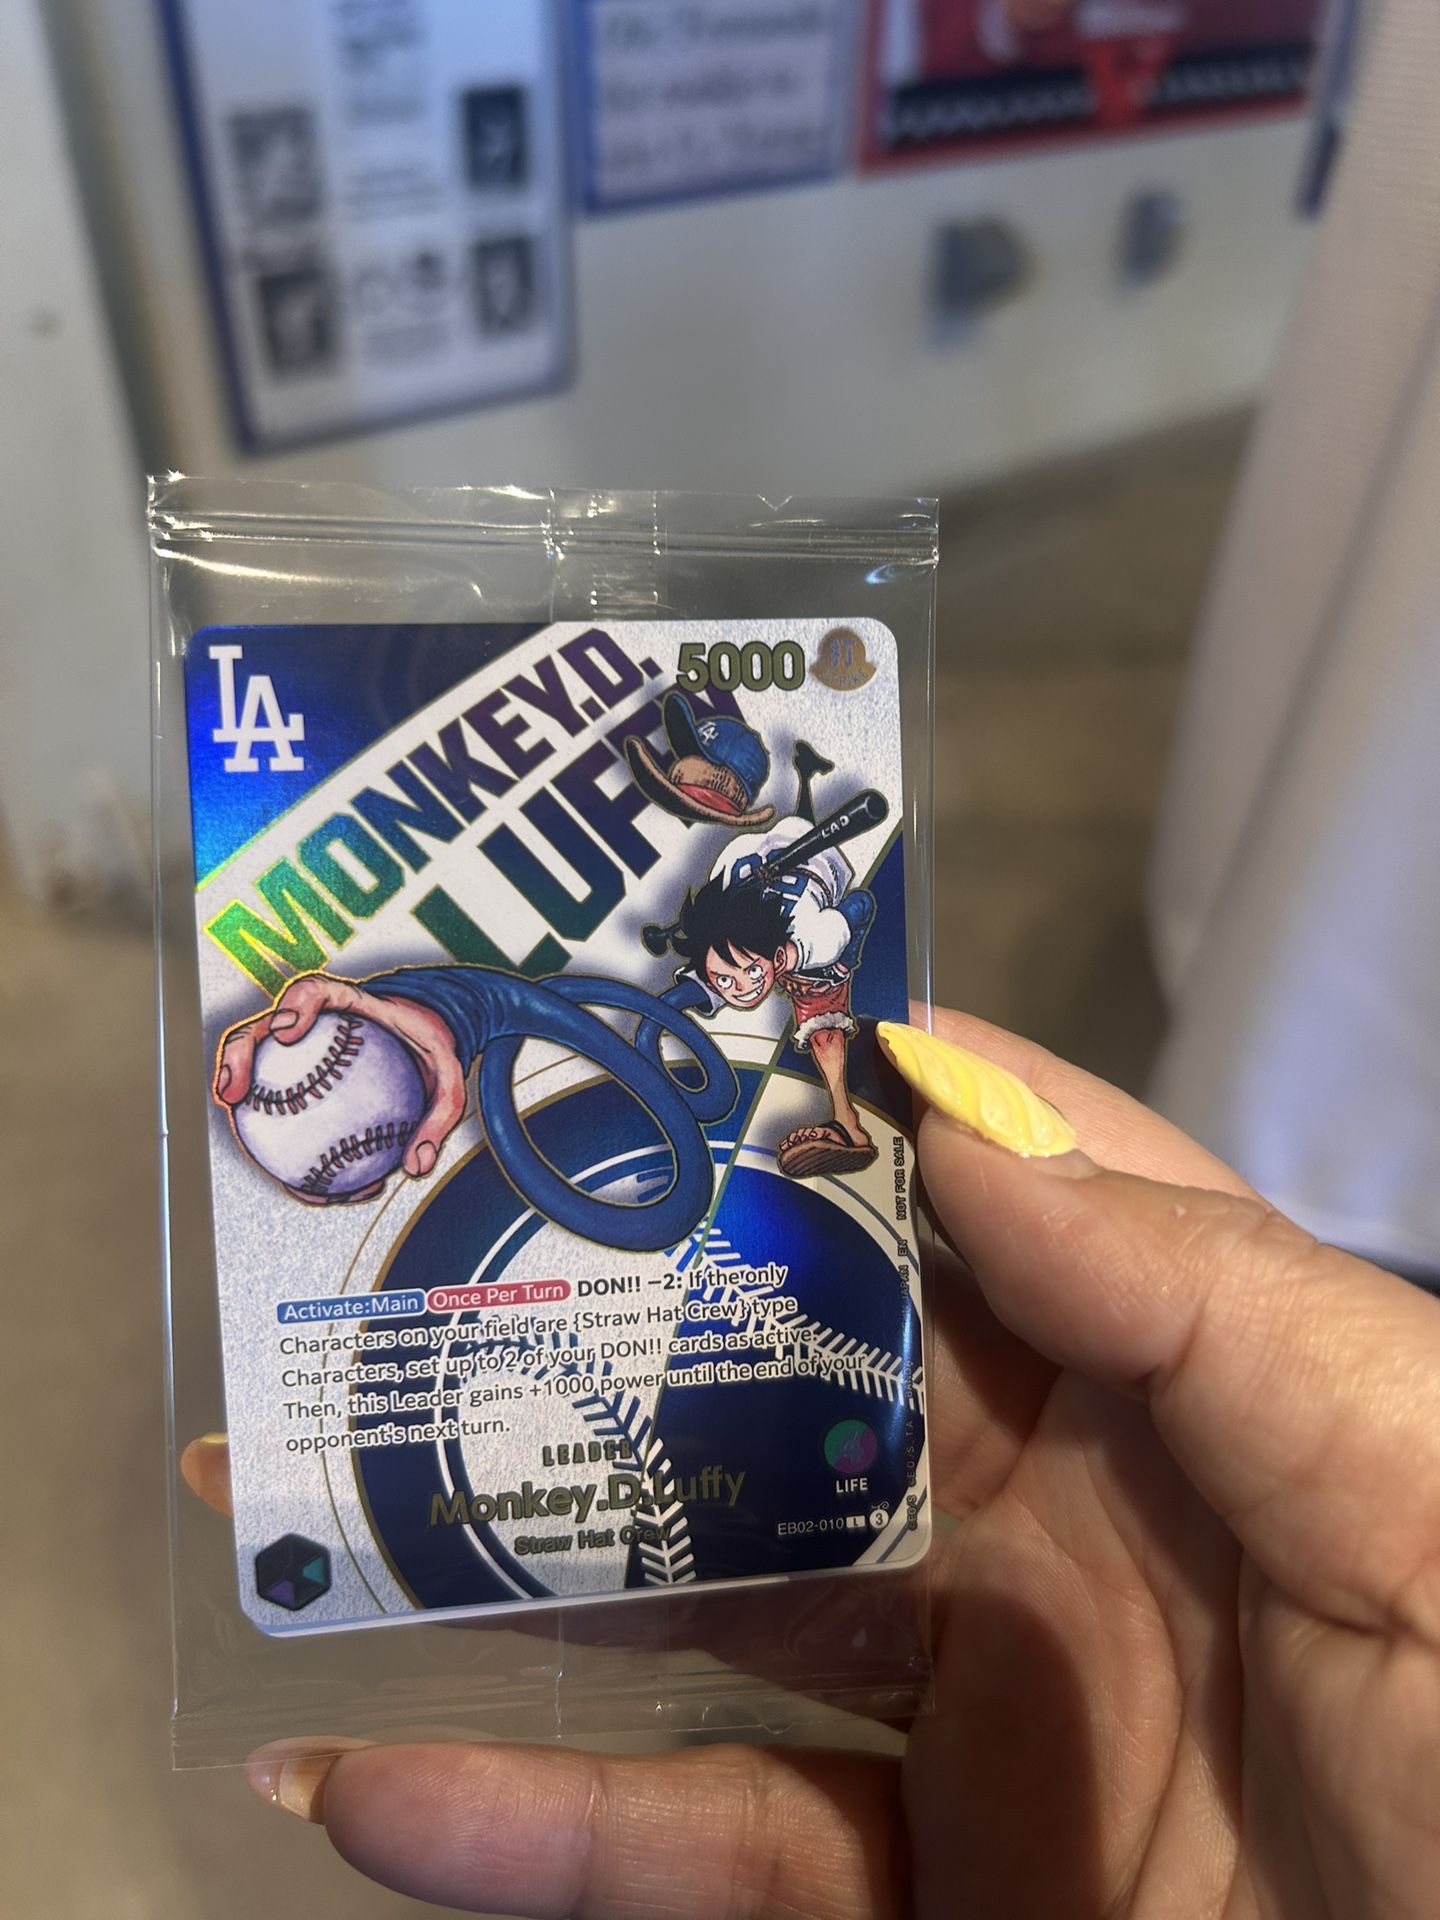 LA
MONKEY.D.
LUFFY
5000
LA
LAD
Activate:Main Once Per Turn DON!! −2: If the only
Characters on your field are {Straw Hat Crew} type
Characters, set up to 2 of your DON!! cards as active.
Then, this Leader gains +1000 power until the end of your
opponent's next turn.
LEADER
Monkey.D.Luffy
Straw Hat Crew
4
LIFE
EB02-010 L 3
JAPAN EN NOT FOR SALE